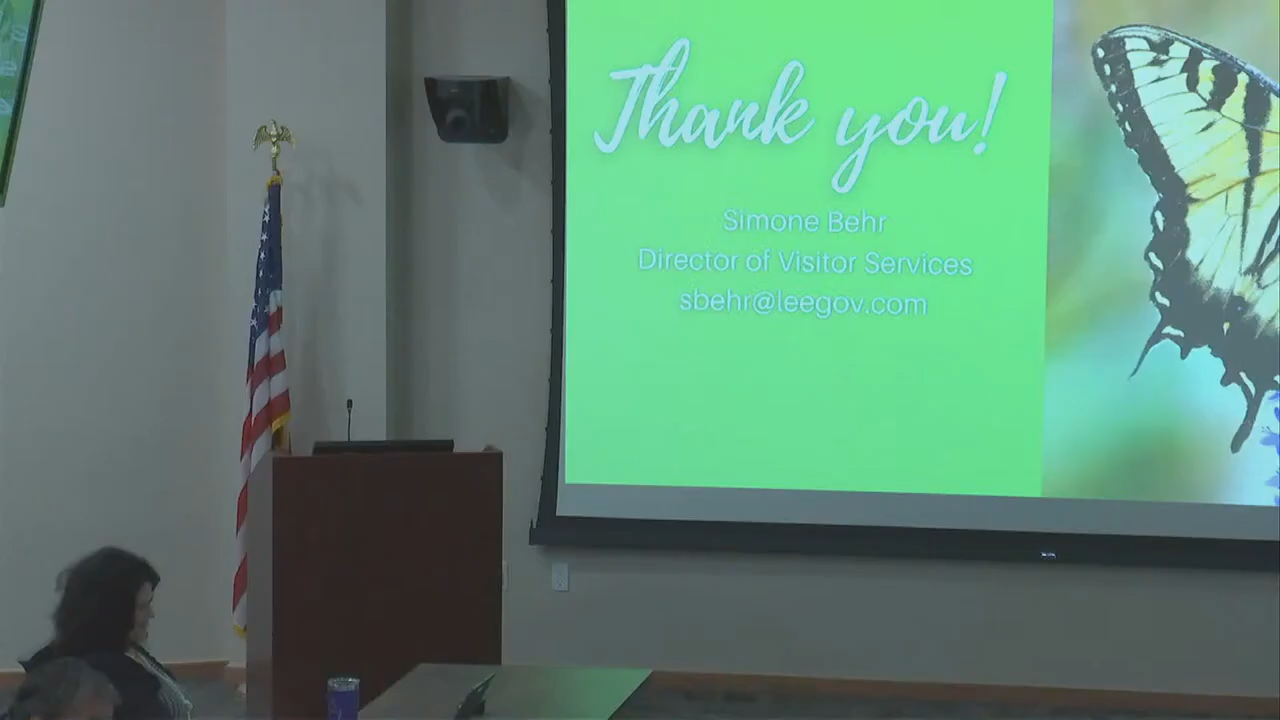 Thank you!
Simone Behr
Director of Visitor Services
sbehr@leegov.com